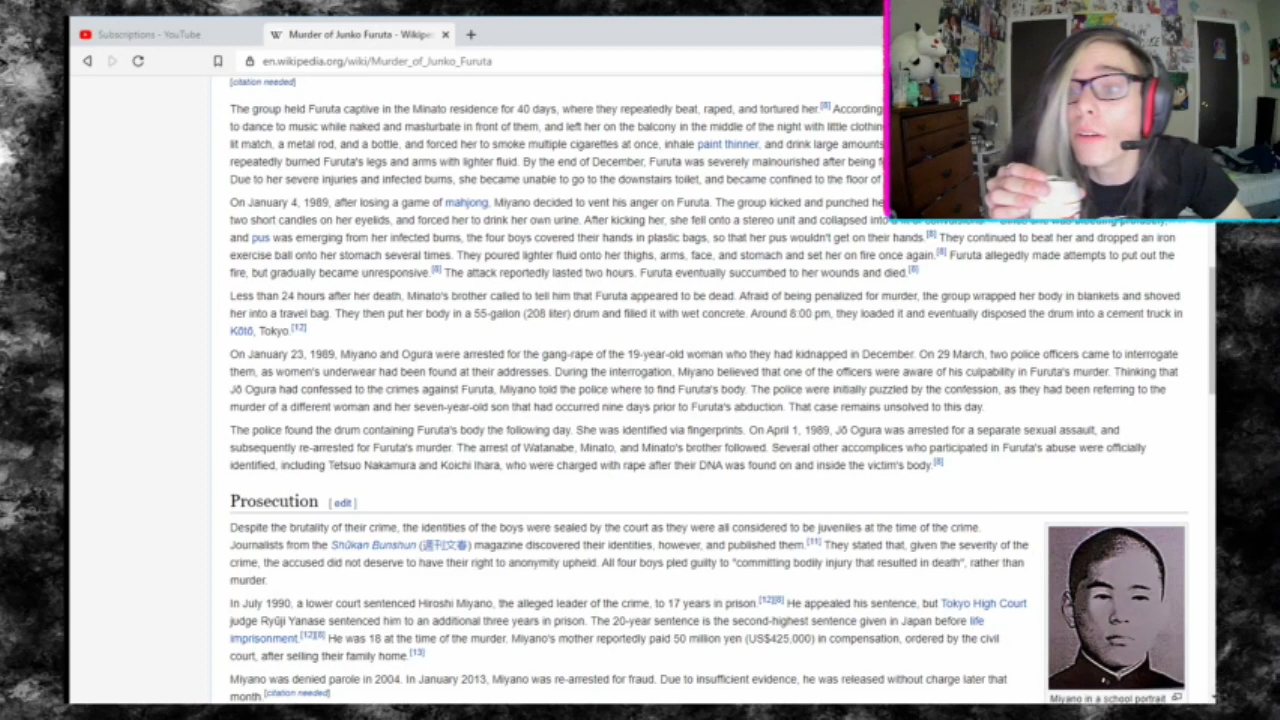 Subscriptions - YouTube
Murder of Junko Furuta - Wikipe
en.wikipedia.org/wiki/Murder_of_Junko_Furuta
[citation needed]
The group held Furuta captive in the Minato residence for 40 days, where they repeatedly beat, raped, and tortured her.[8] According
to dance to music while naked and masturbate in front of them, and left her on the balcony in the middle of the night with little clothin
lit match, a metal rod, and a bottle, and forced her to smoke multiple cigarettes at once, inhale paint thinner, and drink large amounts
repeatedly burned Furuta's legs and arms with lighter fluid. By the end of December, Furuta was severely malnourished after being f
Due to her severe injuries and infected burns, she became unable to go to the downstairs toilet, and became confined to the floor of
On January 4, 1989, after losing a game of mahjong, Miyano decided to vent his anger on Furuta. The group kicked and punched he
two short candles on her eyelids, and forced her to drink her own urine. After kicking her, she fell onto a stereo unit and collapsed into
and pus was emerging from her infected burns, the four boys covered their hands in plastic bags, so that her pus wouldn't get on their hands.[8] They continued to beat her and dropped an iron
exercise ball onto her stomach several times. They poured lighter fluid onto her thighs, arms, face, and stomach and set her on fire once again.[8] Furuta allegedly made attempts to put out the
fire, but gradually became unresponsive.[8] The attack reportedly lasted two hours. Furuta eventually succumbed to her wounds and died.[8]
Less than 24 hours after her death, Minato's brother called to tell him that Furuta appeared to be dead. Afraid of being penalized for murder, the group wrapped her body in blankets and shoved
her into a travel bag. They then put her body in a 55-gallon (208 liter) drum and filled it with wet concrete. Around 8:00 pm, they loaded it and eventually disposed the drum into a cement truck in
Kōtō, Tokyo.[12]
On January 23, 1989, Miyano and Ogura were arrested for the gang-rape of the 19-year-old woman who they had kidnapped in December. On 29 March, two police officers came to interrogate
them, as women's underwear had been found at their addresses. During the interrogation, Miyano believed that one of the officers were aware of his culpability in Furuta's murder. Thinking that
Jō Ogura had confessed to the crimes against Furuta, Miyano told the police where to find Furuta's body. The police were initially puzzled by the confession, as they had been referring to the
murder of a different woman and her seven-year-old son that had occurred nine days prior to Furuta's abduction. That case remains unsolved to this day.
The police found the drum containing Furuta's body the following day. She was identified via fingerprints. On April 1, 1989, Jō Ogura was arrested for a separate sexual assault, and
subsequently re-arrested for Furuta's murder. The arrest of Watanabe, Minato, and Minato's brother followed. Several other accomplices who participated in Furuta's abuse were officially
identified, including Tetsuo Nakamura and Koichi Ihara, who were charged with rape after their DNA was found on and inside the victim's body.[8]
Prosecution [edit]
Despite the brutality of their crime, the identities of the boys were sealed by the court as they were all considered to be juveniles at the time of the crime.
Journalists from the Shūkan Bunshun (週刊文春) magazine discovered their identities, however, and published them.[11] They stated that, given the severity of the
crime, the accused did not deserve to have their right to anonymity upheld. All four boys pled guilty to "committing bodily injury that resulted in death", rather than
murder.
In July 1990, a lower court sentenced Hiroshi Miyano, the alleged leader of the crime, to 17 years in prison.[12][8] He appealed his sentence, but Tokyo High Court
judge Ryūji Yanase sentenced him to an additional three years in prison. The 20-year sentence is the second-highest sentence given in Japan before life
imprisonment.[12][8] He was 18 at the time of the murder. Miyano's mother reportedly paid 50 million yen (US$425,000) in compensation, ordered by the civil
court, after selling their family home.[13]
Miyano was denied parole in 2004. In January 2013, Miyano was re-arrested for fraud. Due to insufficient evidence, he was released without charge later that
month.[citation needed]
Miyano in a school portrait